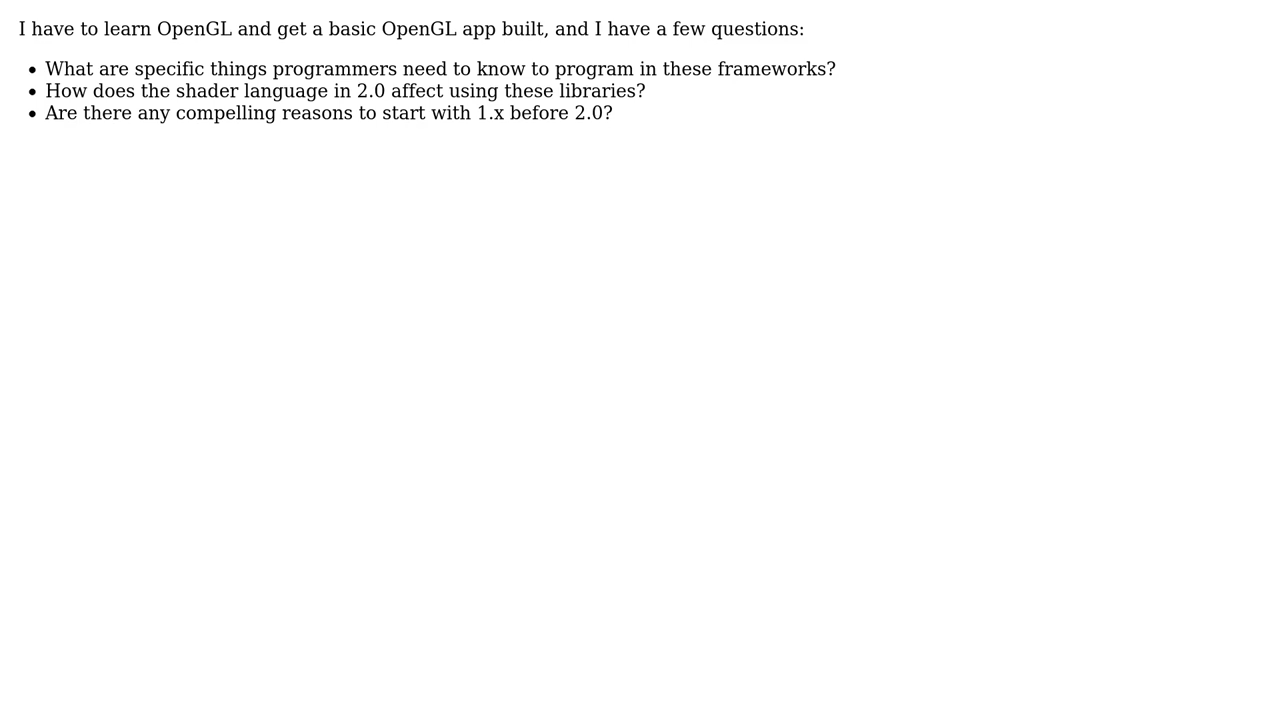 I have to learn OpenGL and get a basic OpenGL app built, and I have a few questions:
• What are specific things programmers need to know to program in these frameworks?
• How does the shader language in 2.0 affect using these libraries?
• Are there any compelling reasons to start with 1.x before 2.0?